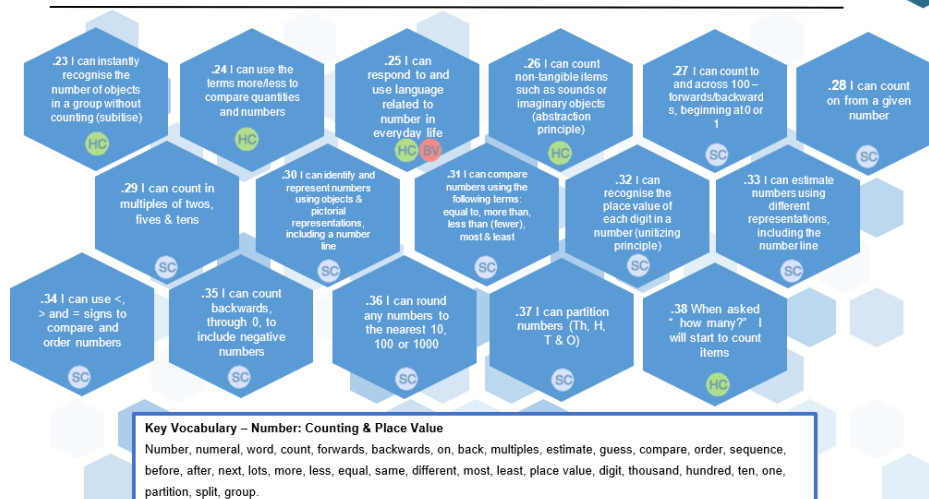 .23 I can instantly
recognise the
number of objects
in a group without
counting (subitise)
HC
.24 I can use the
terms more/less to
compare quantities
and numbers
HC
.25 I can
respond to and
use language
related to
number in
everyday life
HC BV
.26 I can count
non-tangible items
such as sounds or
imaginary objects
(abstraction
principle)
HC
.27 I can count to
and across 100 –
forwards/backward
s, beginning at 0 or
1
SC
.28 I can count
on from a given
number
SC
.29 I can count in
multiples of twos,
fives & tens
SC
.30 I can identify and
represent numbers
using objects &
pictorial
representations,
including a number
line
SC
.31 I can compare
numbers using the
following terms:
equal to, more than,
less than (fewer),
most & least
SC
.32 I can
recognise the
place value of
each digit in a
number (unitizing
principle)
SC
.33 I can estimate
numbers using
different
representations,
including the
number line
SC
.34 I can use <,
> and = signs to
compare and
order numbers
SC
.35 I can count
backwards,
through 0, to
include negative
numbers
SC
.36 I can round
any numbers to
the nearest 10,
100 or 1000
SC
.37 I can partition
numbers (Th, H,
T & O)
SC
.38 When asked
“ how many?” I
will start to count
items
HC
Key Vocabulary – Number: Counting & Place Value
Number, numeral, word, count, forwards, backwards, on, back, multiples, estimate, guess, compare, order, sequence,
before, after, next, lots, more, less, equal, same, different, most, least, place value, digit, thousand, hundred, ten, one,
partition, split, group.